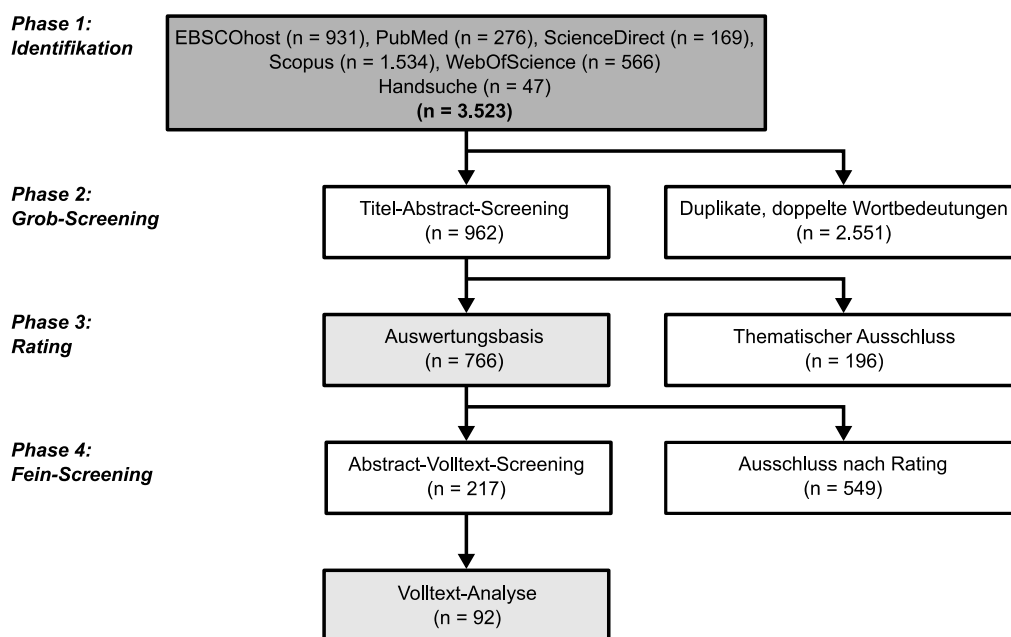 Phase 1:
Identifikation
EBSCOhost (n = 931), PubMed (n = 276), ScienceDirect (n = 169),
Scopus (n = 1.534), WebOfScience (n = 566)
Handsuche (n = 47)
(n = 3.523)
Phase 2:
Grob-Screening
Titel-Abstract-Screening
(n = 962)
Duplikate, doppelte Wortbedeutungen
(n = 2.551)
Phase 3:
Rating
Auswertungsbasis
(n = 766)
Thematischer Ausschluss
(n = 196)
Phase 4:
Fein-Screening
Abstract-Volltext-Screening
(n = 217)
Ausschluss nach Rating
(n = 549)
Volltext-Analyse
(n = 92)